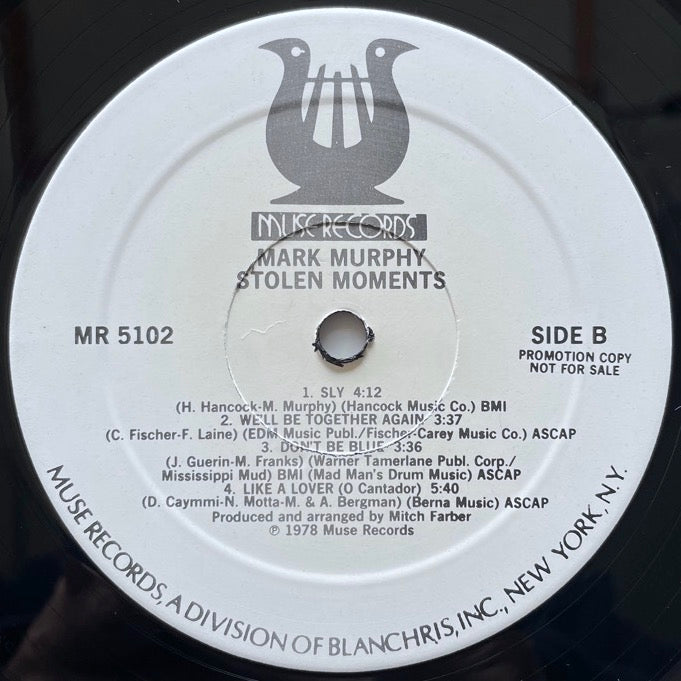 MUSE RECORDS
MARK MURPHY
STOLEN MOMENTS
MR 5102
SIDE B
PROMOTION COPY
NOT FOR SALE
1. SLY 4:12
(H. Hancock-M. Murphy) (Hancock Music Co.) BMI
2. WE'LL BE TOGETHER AGAIN 3:37
(C. Fischer-F. Laine) (EDM Music Publ./Fischer-Carey Music Co.) ASCAP
3. DON'T BE BLUE 3:36
(J. Guerin-M. Franks) (Warner Tamerlane Publ. Corp./
Mississippi Mud) BMI (Mad Man's Drum Music) ASCAP
4. LIKE A LOVER (O Cantador) 5:40
(D. Caymmi-N. Motta-M. & A. Bergman) (Berna Music) ASCAP
Produced and arranged by Mitch Farber
℗ 1978 Muse Records
MUSE RECORDS, A DIVISION OF BLANCHRIS, INC., NEW YORK, N.Y.